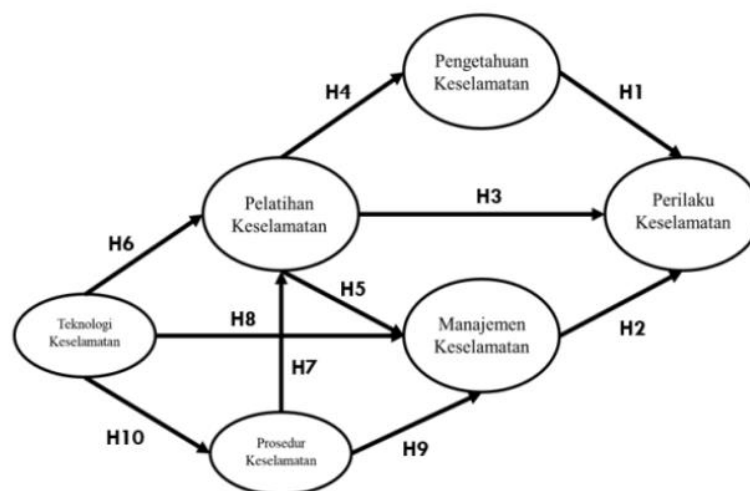 Pengetahuan
Keselamatan
H4
H1
Pelatihan
Keselamatan
H3
Perilaku
Keselamatan
H6
H5
Teknologi
Keselamatan
H8
Manajemen
Keselamatan
H2
H7
H10
Prosedur
Keselamatan
H9